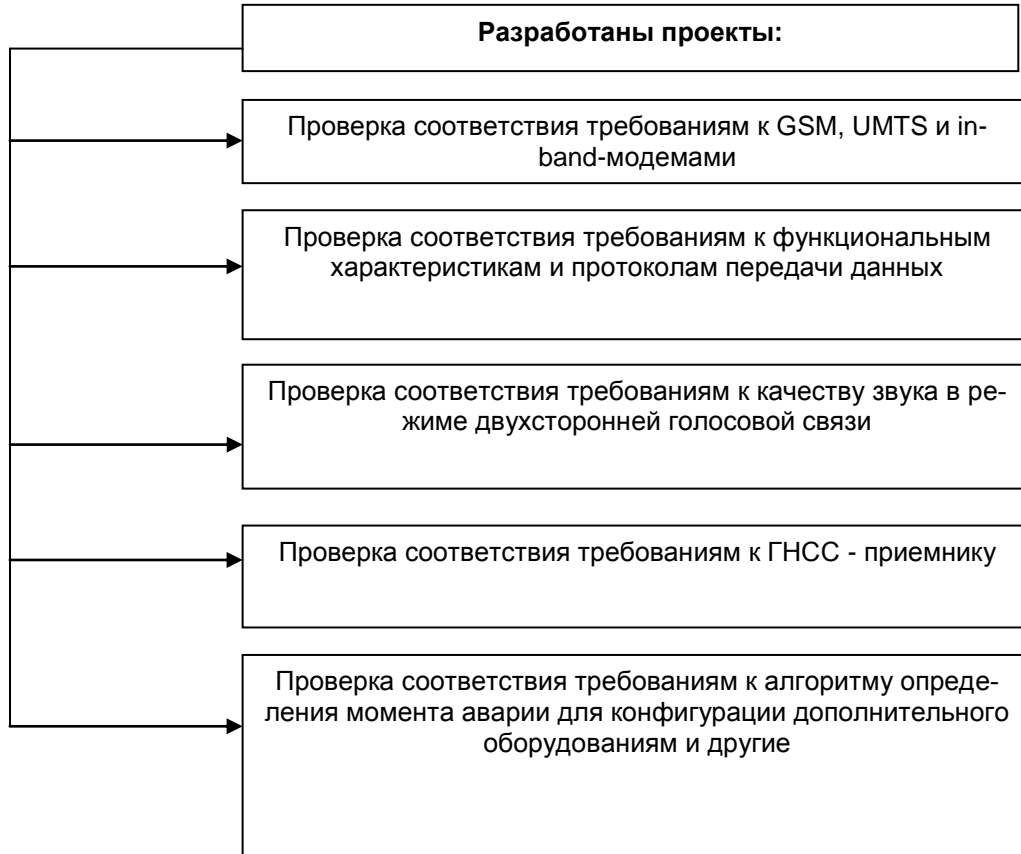 Разработаны проекты:
Проверка соответствия требованиям к GSM, UMTS и in-
band-модемами
Проверка соответствия требованиям к функциональным
характеристикам и протоколам передачи данных
Проверка соответствия требованиям к качеству звука в ре-
жиме двухсторонней голосовой связи
Проверка соответствия требованиям к ГНСС - приемнику
Проверка соответствия требованиям к алгоритму опреде-
ления момента аварии для конфигурации дополнительного
оборудованиям и другие